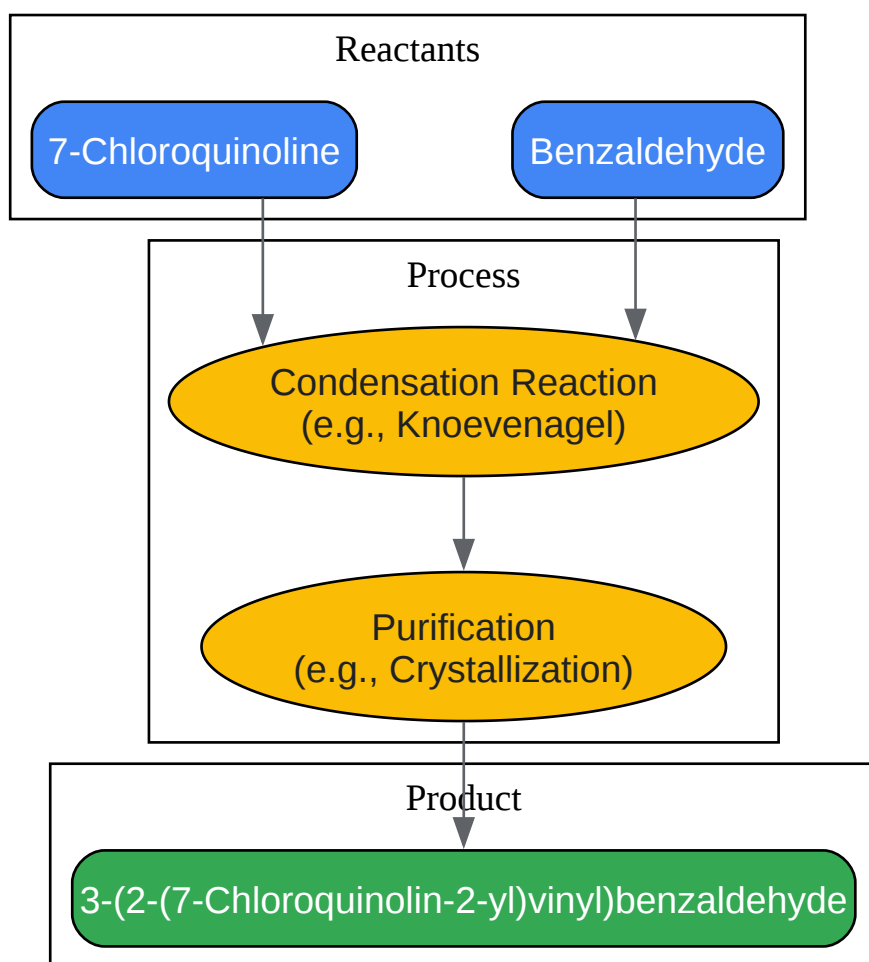 Reactants
7-Chloroquinoline
Benzaldehyde
Process
Condensation Reaction
(e.g., Knoevenagel)
Purification
(e.g., Crystallization)
Product
3-(2-(7-Chloroquinolin-2-yl)vinyl)benzaldehyde